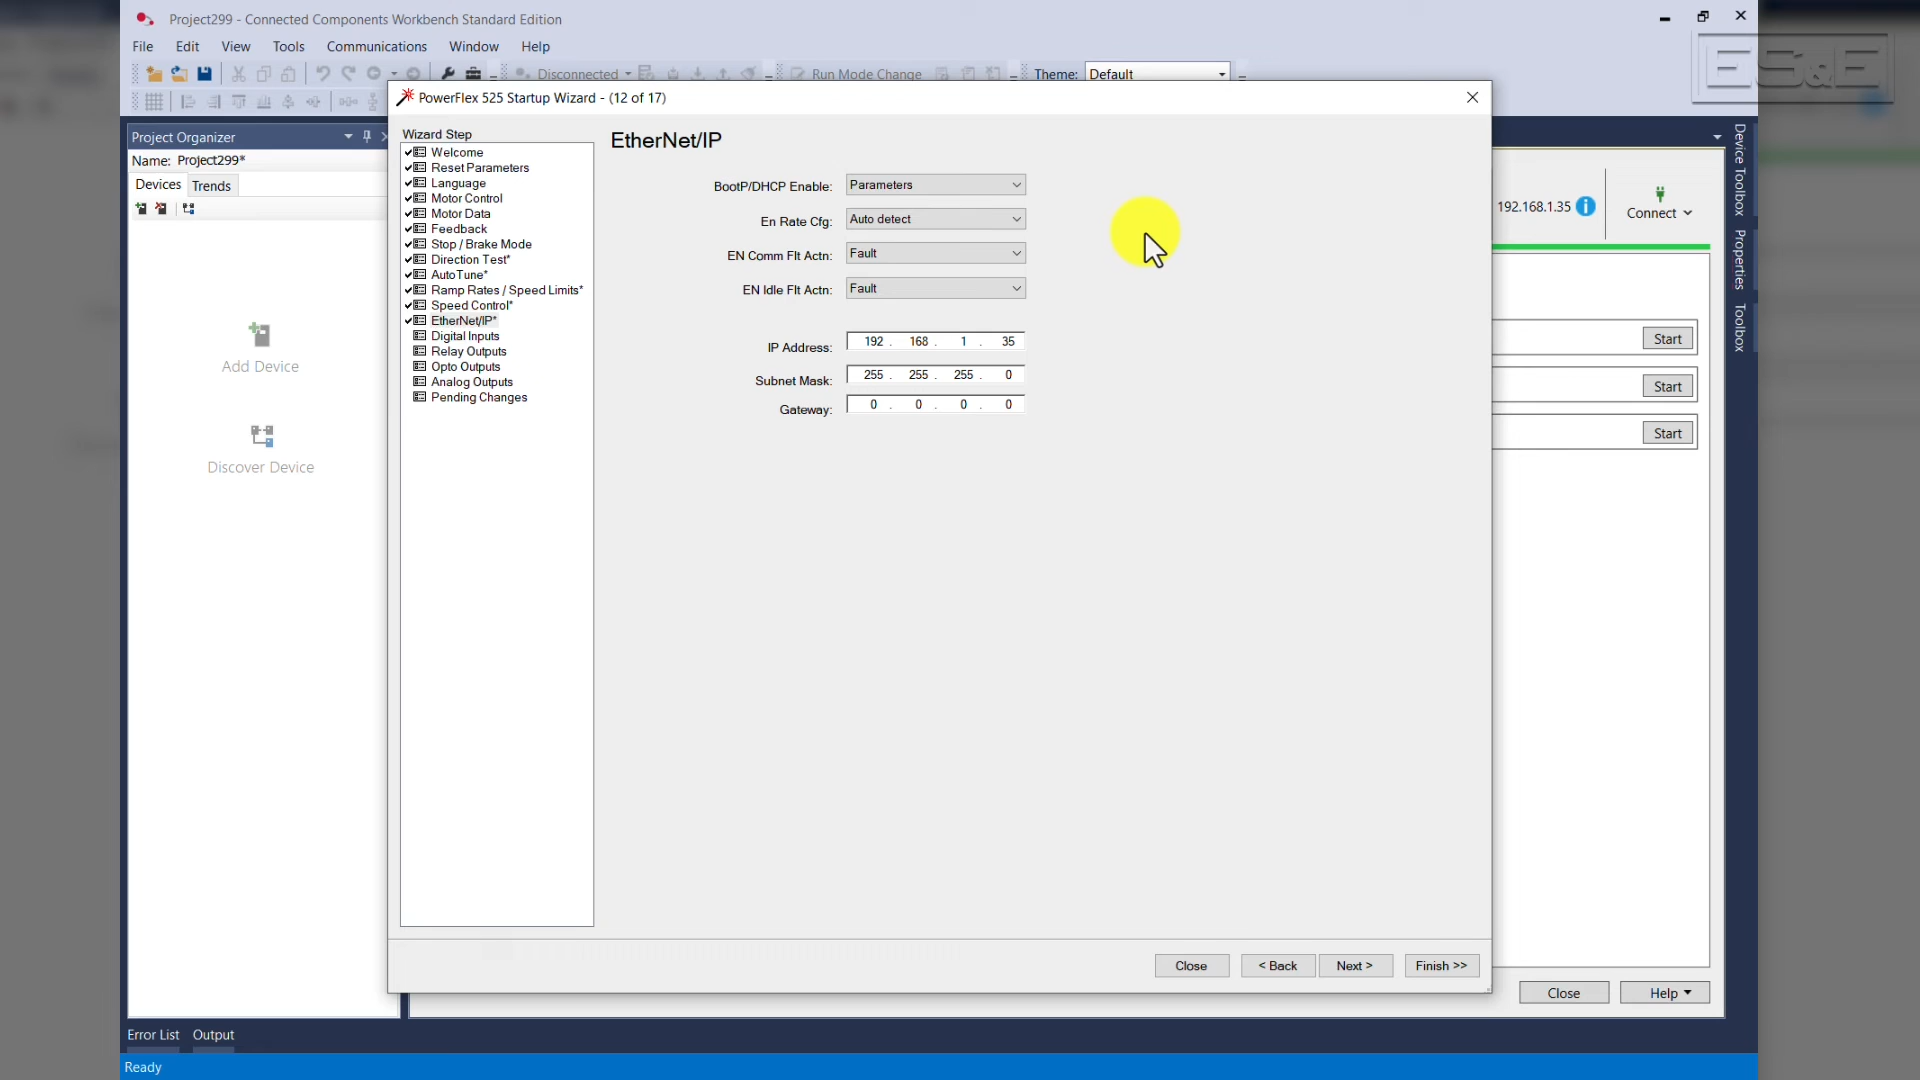 Project299 - Connected Components Workbench Standard Edition
File Edit View Tools Communications Window Help
ES&E
Disconnected Run Mode Change Theme: Default
PowerFlex 525 Startup Wizard - (12 of 17)
Project Organizer
Name: Project299*
Devices Trends
Add Device
Discover Device
Wizard Step
Welcome
Reset Parameters
Language
Motor Control
Motor Data
Feedback
Stop / Brake Mode
Direction Test*
AutoTune*
Ramp Rates / Speed Limits*
Speed Control*
EtherNet/IP*
Digital Inputs
Relay Outputs
Opto Outputs
Analog Outputs
Pending Changes
EtherNet/IP
BootP/DHCP Enable: Parameters
En Rate Cfg: Auto detect
EN Comm Flt Actn: Fault
EN Idle Flt Actn: Fault
IP Address: 192 . 168 . 1 . 35
Subnet Mask: 255 . 255 . 255 . 0
Gateway: 0 . 0 . 0 . 0
Close < Back Next > Finish >>
192.168.1.35 i Connect
Start
Start
Start
Close Help
Device Toolbox
Properties
Toolbox
Error List Output
Ready